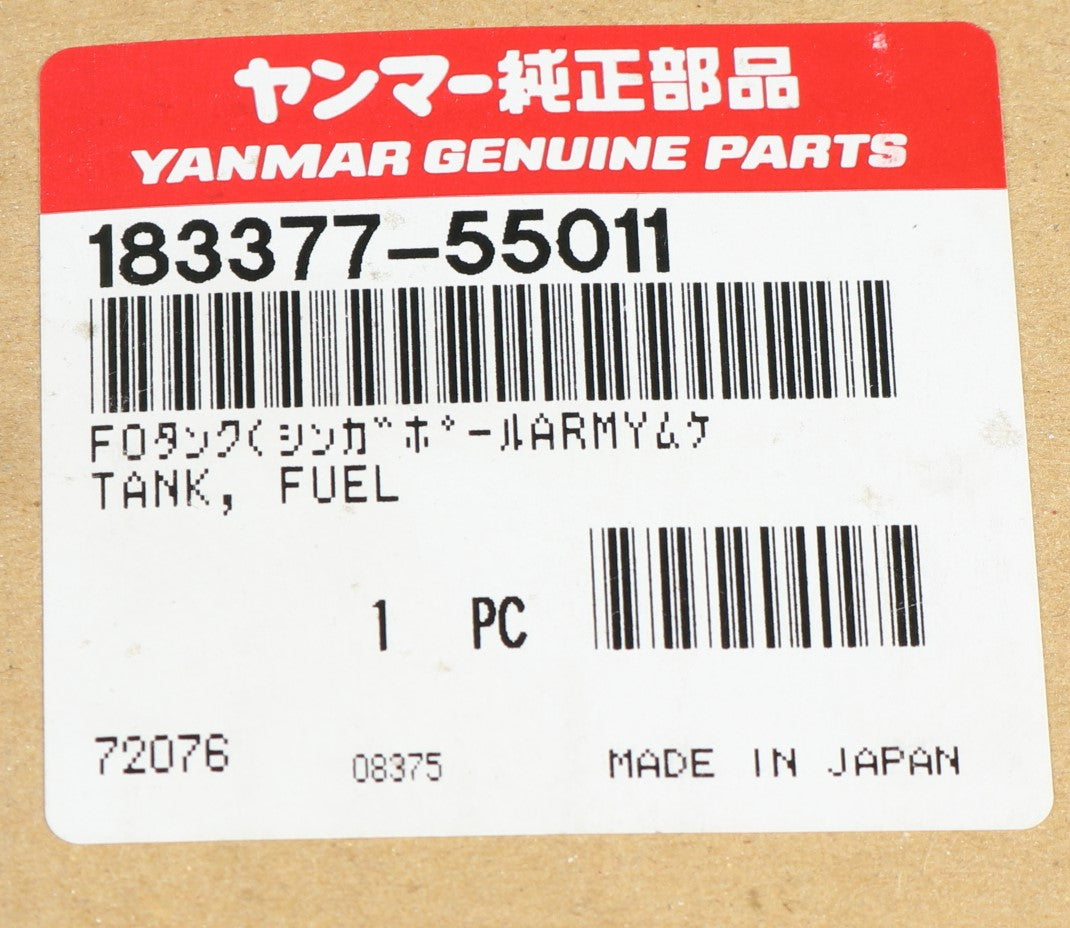 ヤンマー純正部品
YANMAR GENUINE PARTS
183377-55011
FOタンク(シンガポールARMYムケ
TANK, FUEL
1 PC
72076 08375 MADE IN JAPAN